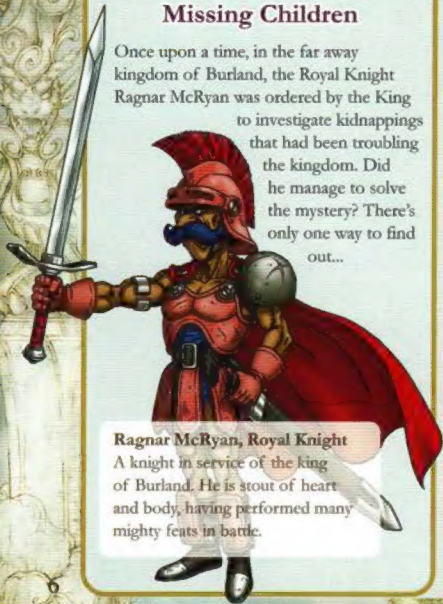 Missing Children
Once upon a time, in the far away
kingdom of Burland, the Royal Knight
Ragnar McRyan was ordered by the King
to investigate kidnappings
that had been troubling
the kingdom. Did
he manage to solve
the mystery? There's
only one way to find
out...
Ragnar McRyan, Royal Knight
A knight in service of the king
of Burland. He is stout of heart
and body, having performed many
mighty feats in battle.
6